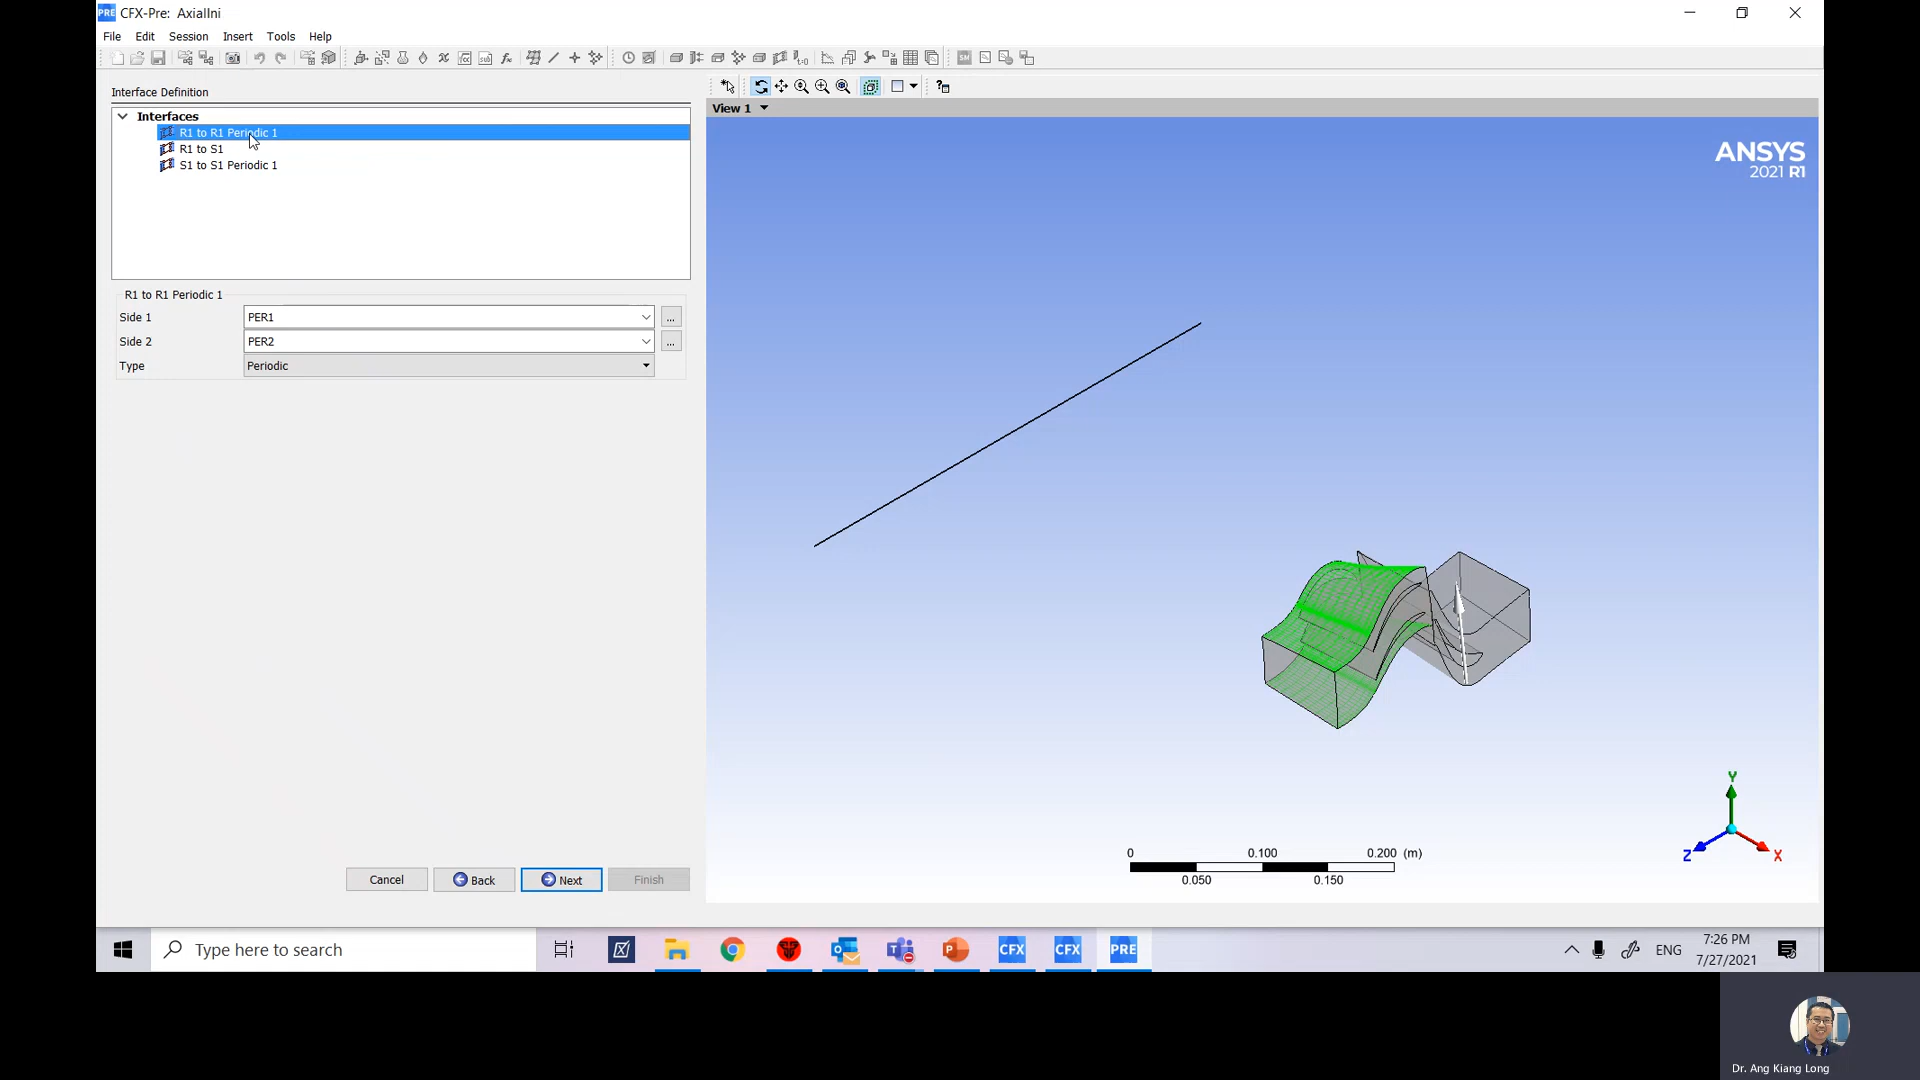 PRE CFX-Pre: AxialIni
File Edit Session Insert Tools Help
Interface Definition
Interfaces
R1 to R1 Periodic 1
R1 to S1
S1 to S1 Periodic 1
R1 to R1 Periodic 1
Side 1 PER1 ...
Side 2 PER2 ...
Type Periodic
Cancel Back Next Finish
View 1
ANSYS
2021 R1
0 0.100 0.200 (m)
0.050 0.150
Y
Z X
Type here to search
CFX CFX PRE
ENG
7:26 PM
7/27/2021
Dr. Ang Kiang Long